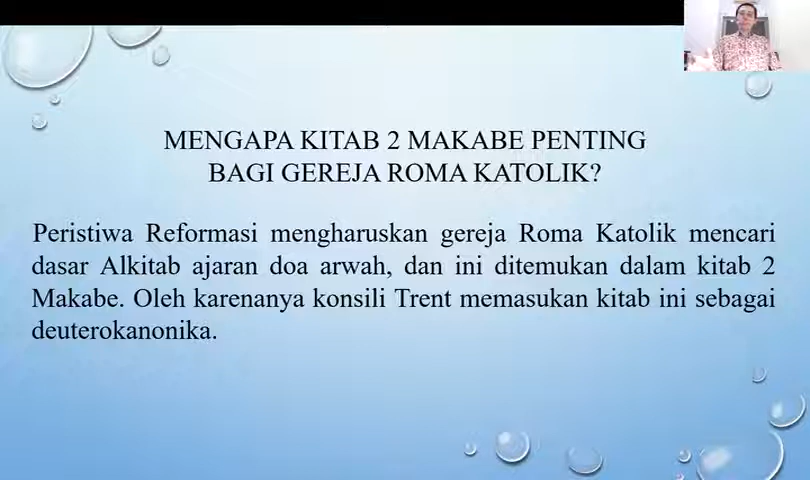 MENGAPA KITAB 2 MAKABE PENTING
BAGI GEREJA ROMA KATOLIK?
Peristiwa Reformasi mengharuskan gereja Roma Katolik mencari
dasar Alkitab ajaran doa arwah, dan ini ditemukan dalam kitab 2
Makabe. Oleh karenanya konsili Trent memasukan kitab ini sebagai
deuterokanonika.